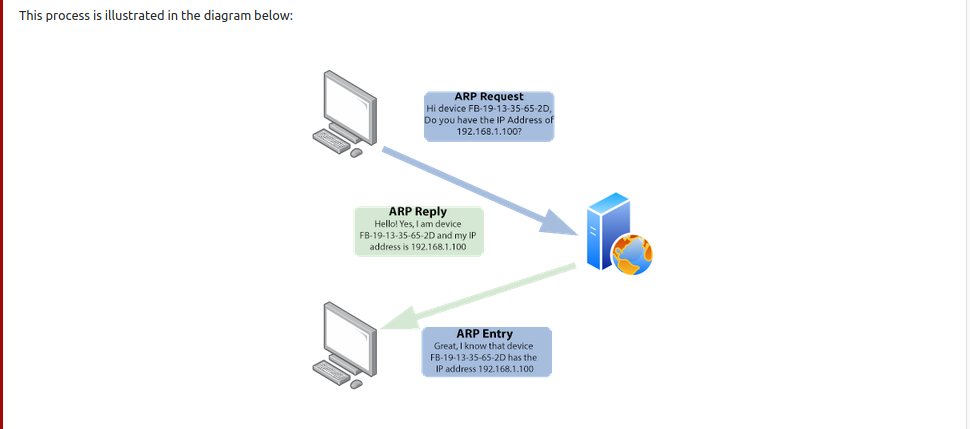 This process is illustrated in the diagram below:
ARP Request
Hi device FB-19-13-35-65-2D,
Do you have the IP Address of
192.168.1.100?
ARP Reply
Hello! Yes, I am device
FB-19-13-35-65-2D and my IP
address is 192.168.1.100
ARP Entry
Great, I know that device
FB-19-13-35-65-2D has the
IP address 192.168.1.100